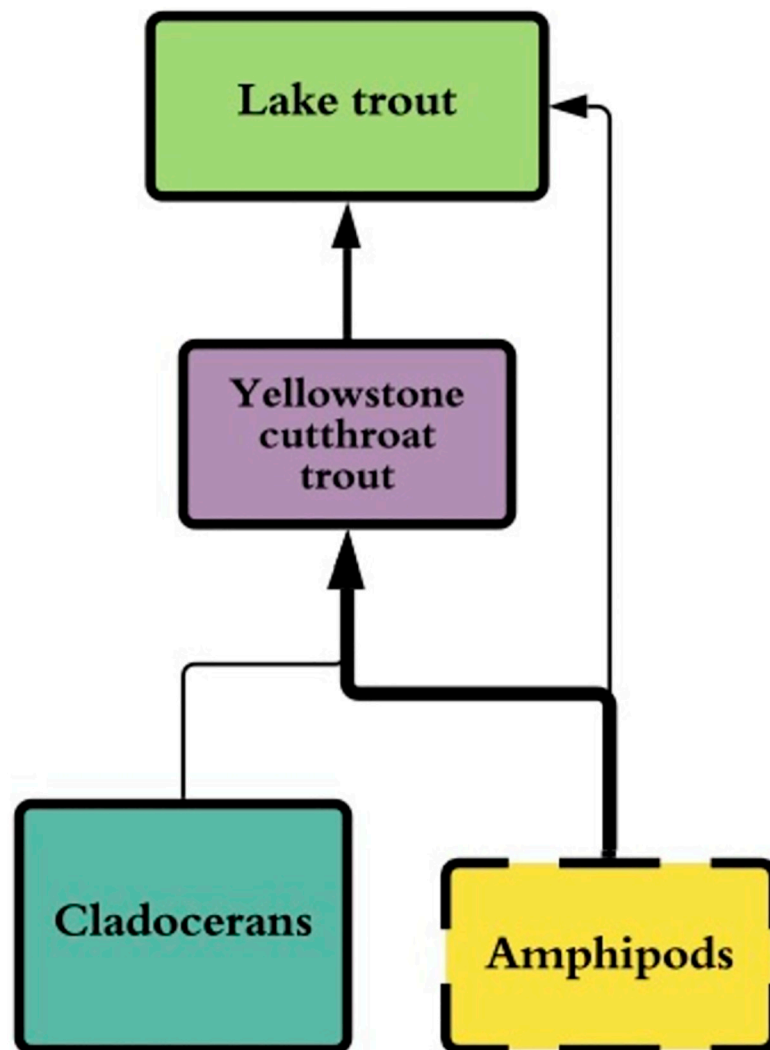 Lake trout
Yellowstone
cutthroat
trout
Cladocerans
Amphipods